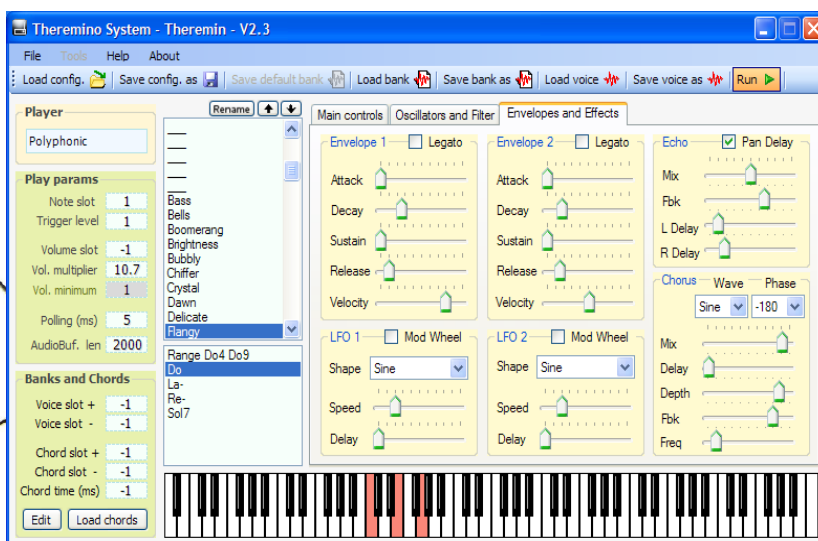 Theremino System - Theremin - V2.3
File Tools Help About
Load config. Save config. as Save default bank Load bank Save bank as Load voice Save voice as Run
Player
Polyphonic
Play params
Note slot 1
Trigger level 1
Volume slot -1
Vol. multiplier 10.7
Vol. minimum 1
Polling (ms) 5
AudioBuf. len 2000
Banks and Chords
Voice slot + -1
Voice slot - -1
Chord slot + -1
Chord slot - -1
Chord time (ms) -1
Edit Load chords
Rename
Bass
Bells
Boomerang
Brightness
Bubbly
Chiffer
Crystal
Dawn
Delicate
Flangy
Range Do4 Do9
Do
La-
Re-
Sol7
Main controls Oscillators and Filter Envelopes and Effects
Envelope 1 Legato
Attack
Decay
Sustain
Release
Velocity
Envelope 2 Legato
Attack
Decay
Sustain
Release
Velocity
Echo Pan Delay
Mix
Fbk
L Delay
R Delay
LFO 1 Mod Wheel
Shape Sine
Speed
Delay
LFO 2 Mod Wheel
Shape Sine
Speed
Delay
Chorus Wave Phase
Sine -180
Mix
Delay
Depth
Fbk
Freq